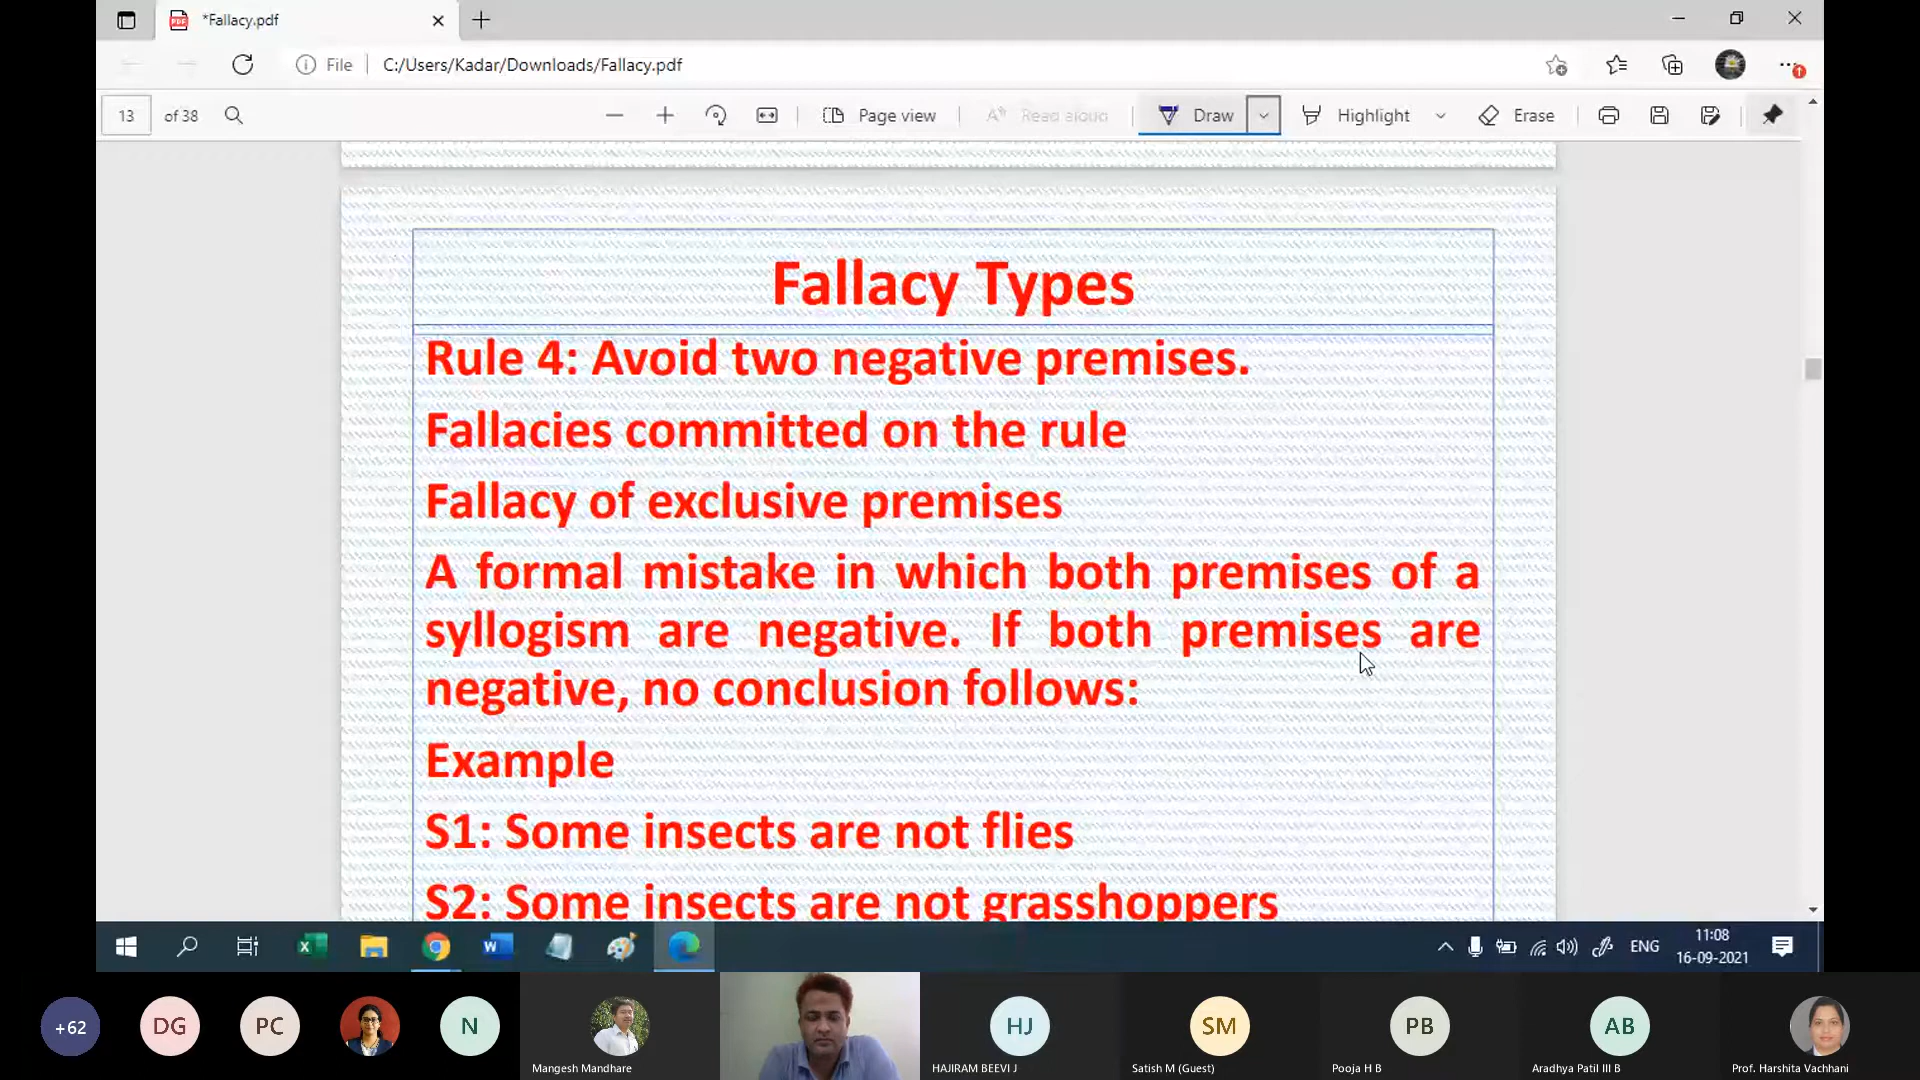 *Fallacy.pdf
File
C:/Users/Kadar/Downloads/Fallacy.pdf
13 of 38
Page view
Read aloud
Draw
Highlight
Erase
Fallacy Types
Rule 4: Avoid two negative premises.
Fallacies committed on the rule
Fallacy of exclusive premises
A formal mistake in which both premises of a
syllogism are negative. If both premises are
negative, no conclusion follows:
Example
S1: Some insects are not flies
S2: Some insects are not grasshoppers
ENG
11:08
16-09-2021
+62
DG
PC
N
HJ
SM
PB
AB
Mangesh Mandhare
HAJIRAM BEEVI J
Satish M (Guest)
Pooja H B
Aradhya Patil III B
Prof. Harshita Vachhani